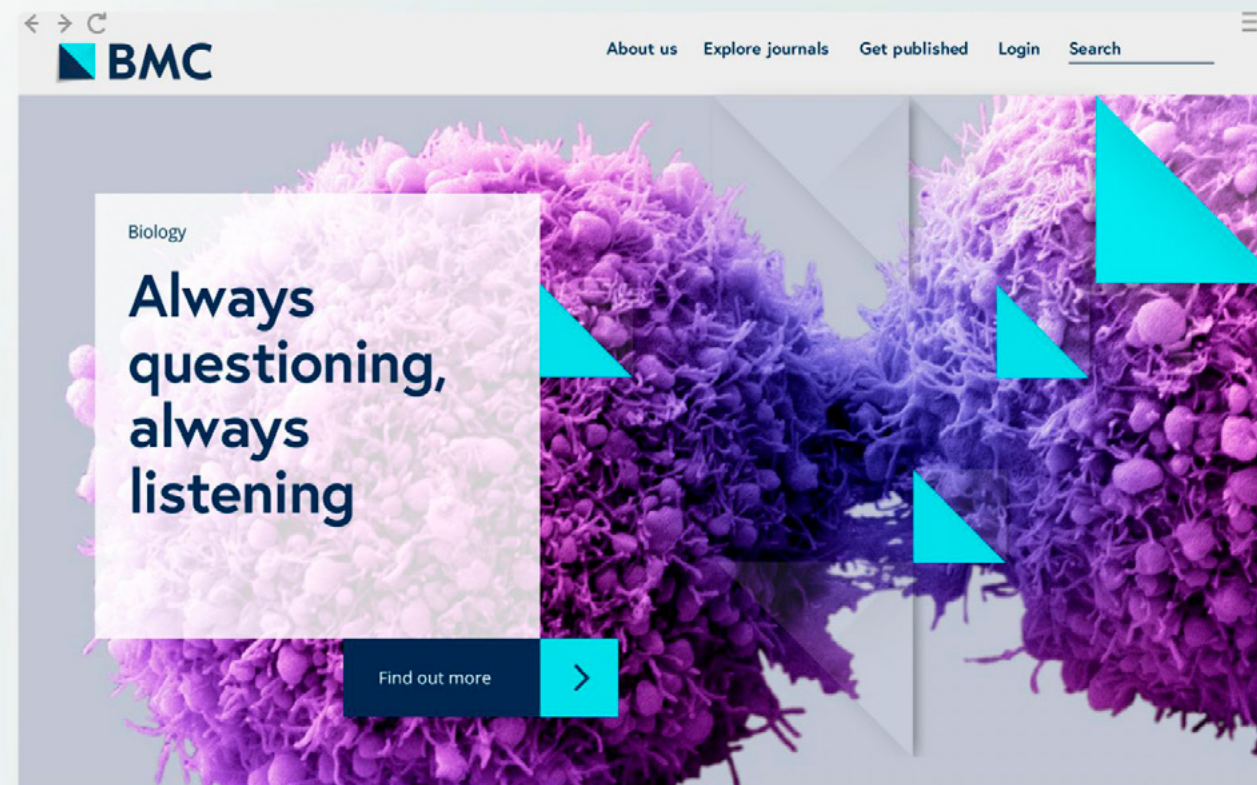 BMC
About us Explore journals Get published Login Search
Biology
Always
questioning,
always
listening
Find out more